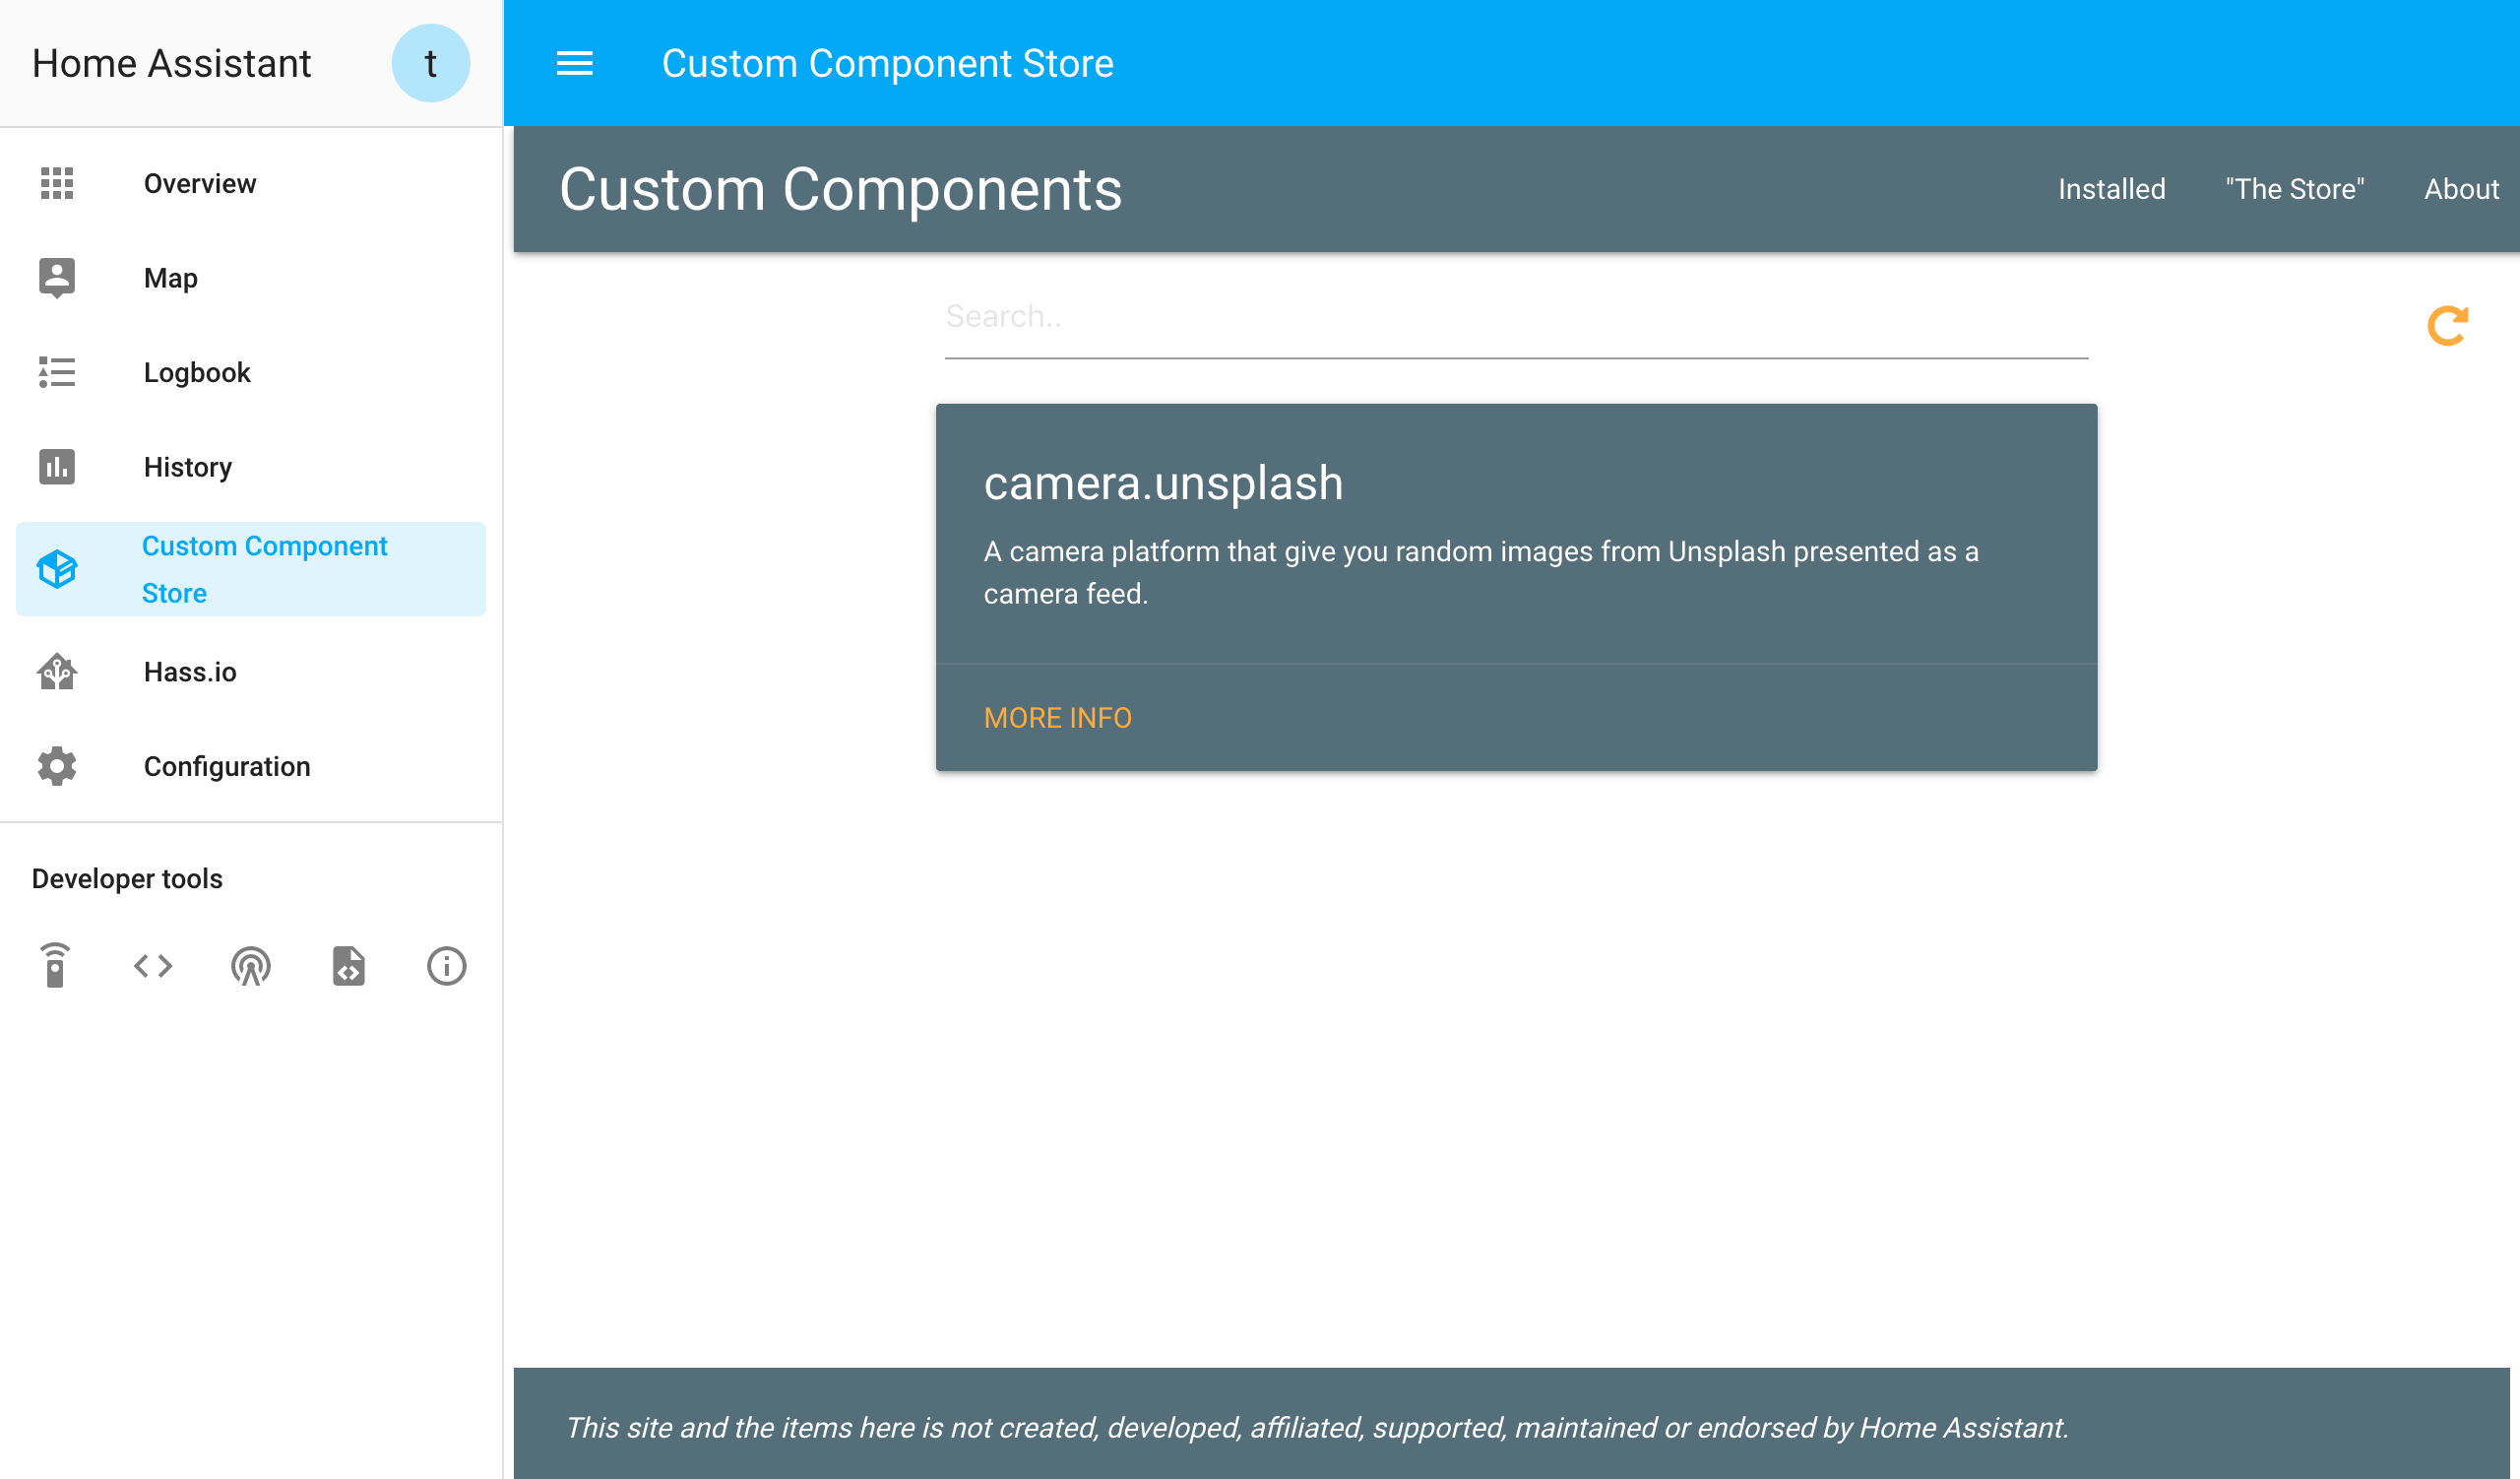 Home Assistant
t
Overview
Map
Logbook
History
Custom Component
Store
Hass.io
Configuration
Developer tools
Custom Component Store
Custom Components
Installed
"The Store"
About
Search..
camera.unsplash
A camera platform that give you random images from Unsplash presented as a
camera feed.
MORE INFO
This site and the items here is not created, developed, affiliated, supported, maintained or endorsed by Home Assistant.